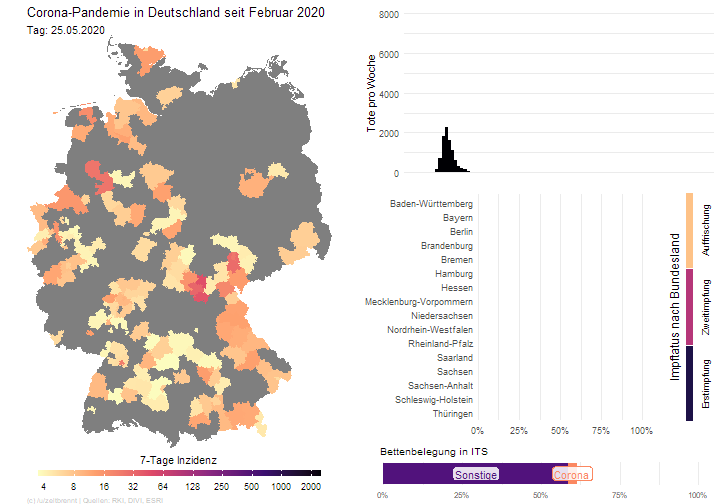 Corona-Pandemie in Deutschland seit Februar 2020
Tag: 25.05.2020
7-Tage Inzidenz
4 8 16 32 64 125 250 500 1000 2000
Tote pro Woche
8000
6000
4000
2000
0
Baden-Württemberg
Bayern
Berlin
Brandenburg
Bremen
Hamburg
Hessen
Mecklenburg-Vorpommern
Niedersachsen
Nordrhein-Westfalen
Rheinland-Pfalz
Saarland
Sachsen
Sachsen-Anhalt
Schleswig-Holstein
Thüringen
0% 25% 50% 75% 100%
Impfstatus nach Bundesland
Auffrischung
Zweitimpfung
Erstimpfung
Bettenbelegung in ITS
Sonstige Corona
0% 25% 50% 75% 100%
Quellen: RKI, DIVI, ESRI